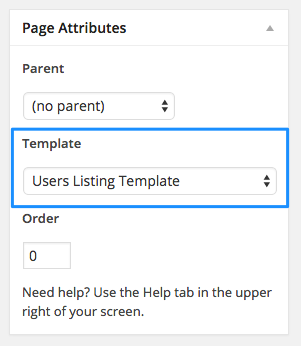 Page Attributes
Parent
(no parent)
Template
Users Listing Template
Order
0
Need help? Use the Help tab in the upper
right of your screen.